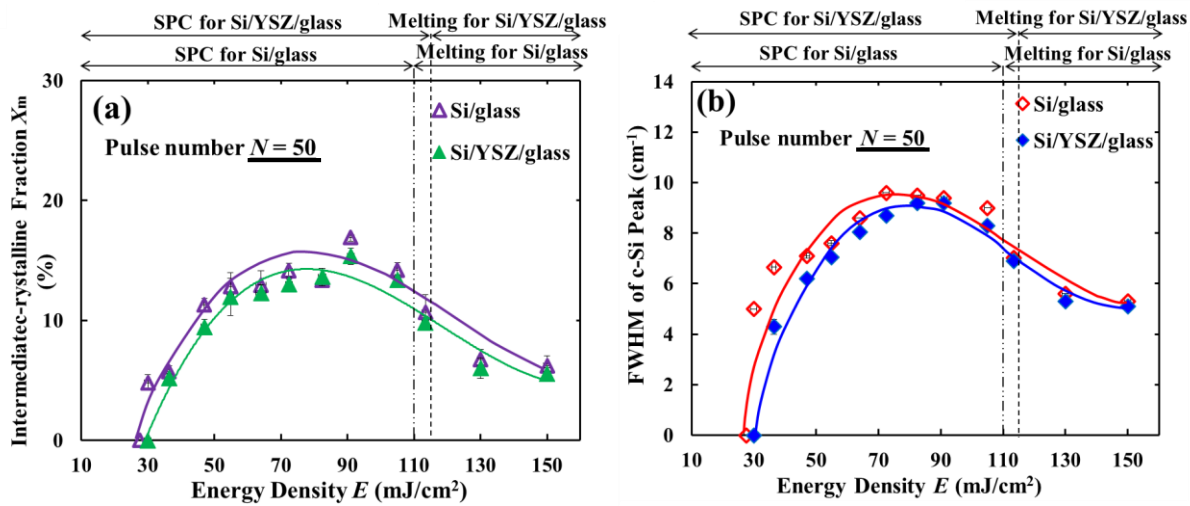 SPC for Si/YSZ/glass
Melting for Si/YSZ/glass
SPC for Si/glass
Melting for Si/glass
(a)
Pulse number N = 50
Si/glass
Si/YSZ/glass
Intermediatec-rystalline Fraction Xm
(%)
30
20
10
0
10 30 50 70 90 110 130 150
Energy Density E (mJ/cm²)
SPC for Si/YSZ/glass
Melting for Si/YSZ/glass
SPC for Si/glass
Melting for Si/glass
(b)
Pulse number N = 50
Si/glass
Si/YSZ/glass
FWHM of c-Si Peak (cm⁻¹)
14
12
10
8
6
4
2
0
10 30 50 70 90 110 130 150
Energy Density E (mJ/cm²)